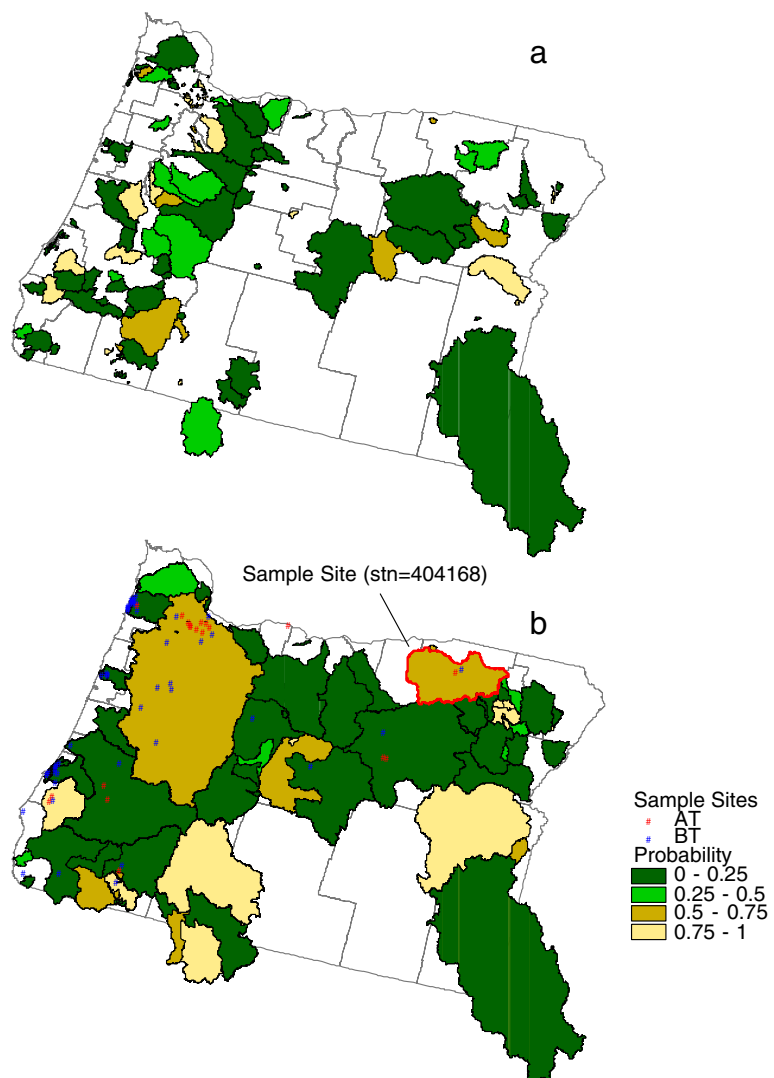 a
Sample Site (stn=404168)
b
Sample Sites
# AT
# BT
Probability
0 - 0.25
0.25 - 0.5
0.5 - 0.75
0.75 - 1